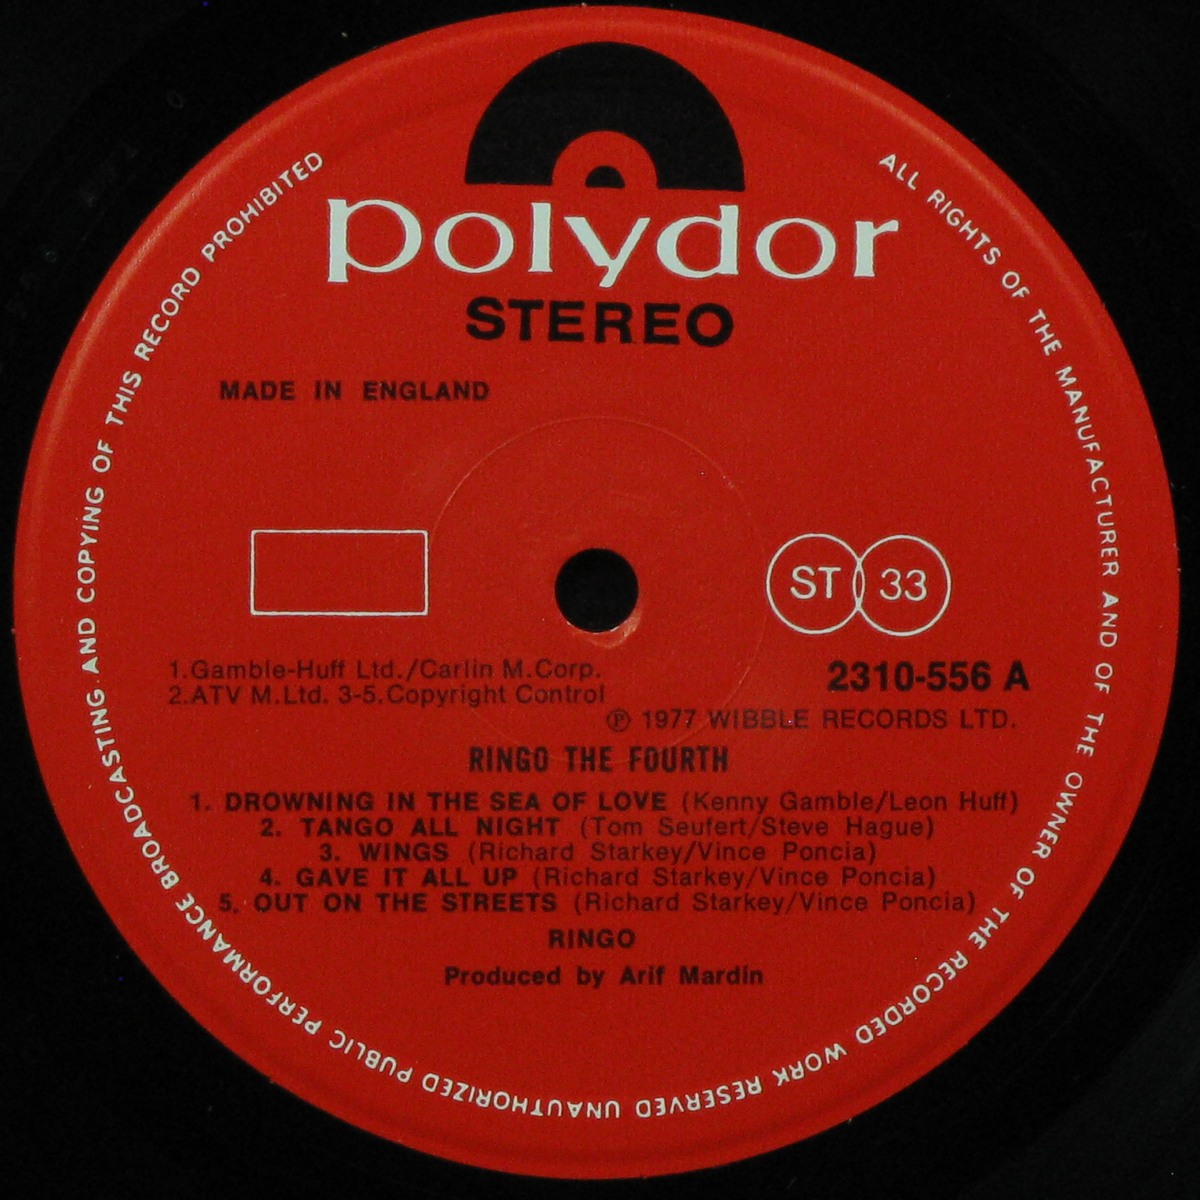 polydor
STEREO
MADE IN ENGLAND
ST 33
1.Gamble-Huff Ltd./Carlin M.Corp.
2.ATV M.Ltd. 3-5.Copyright Control
2310-556 A
℗ 1977 WIBBLE RECORDS LTD.
RINGO THE FOURTH
1. DROWNING IN THE SEA OF LOVE (Kenny Gamble/Leon Huff)
2. TANGO ALL NIGHT (Tom Seufert/Steve Hague)
3. WINGS (Richard Starkey/Vince Poncia)
4. GAVE IT ALL UP (Richard Starkey/Vince Poncia)
5. OUT ON THE STREETS (Richard Starkey/Vince Poncia)
RINGO
Produced by Arif Mardin
ALL RIGHTS OF THE MANUFACTURER AND OF THE OWNER OF THE RECORDED WORK RESERVED UNAUTHORIZED PUBLIC PERFORMANCE BROADCASTING AND COPYING OF THIS RECORD PROHIBITED